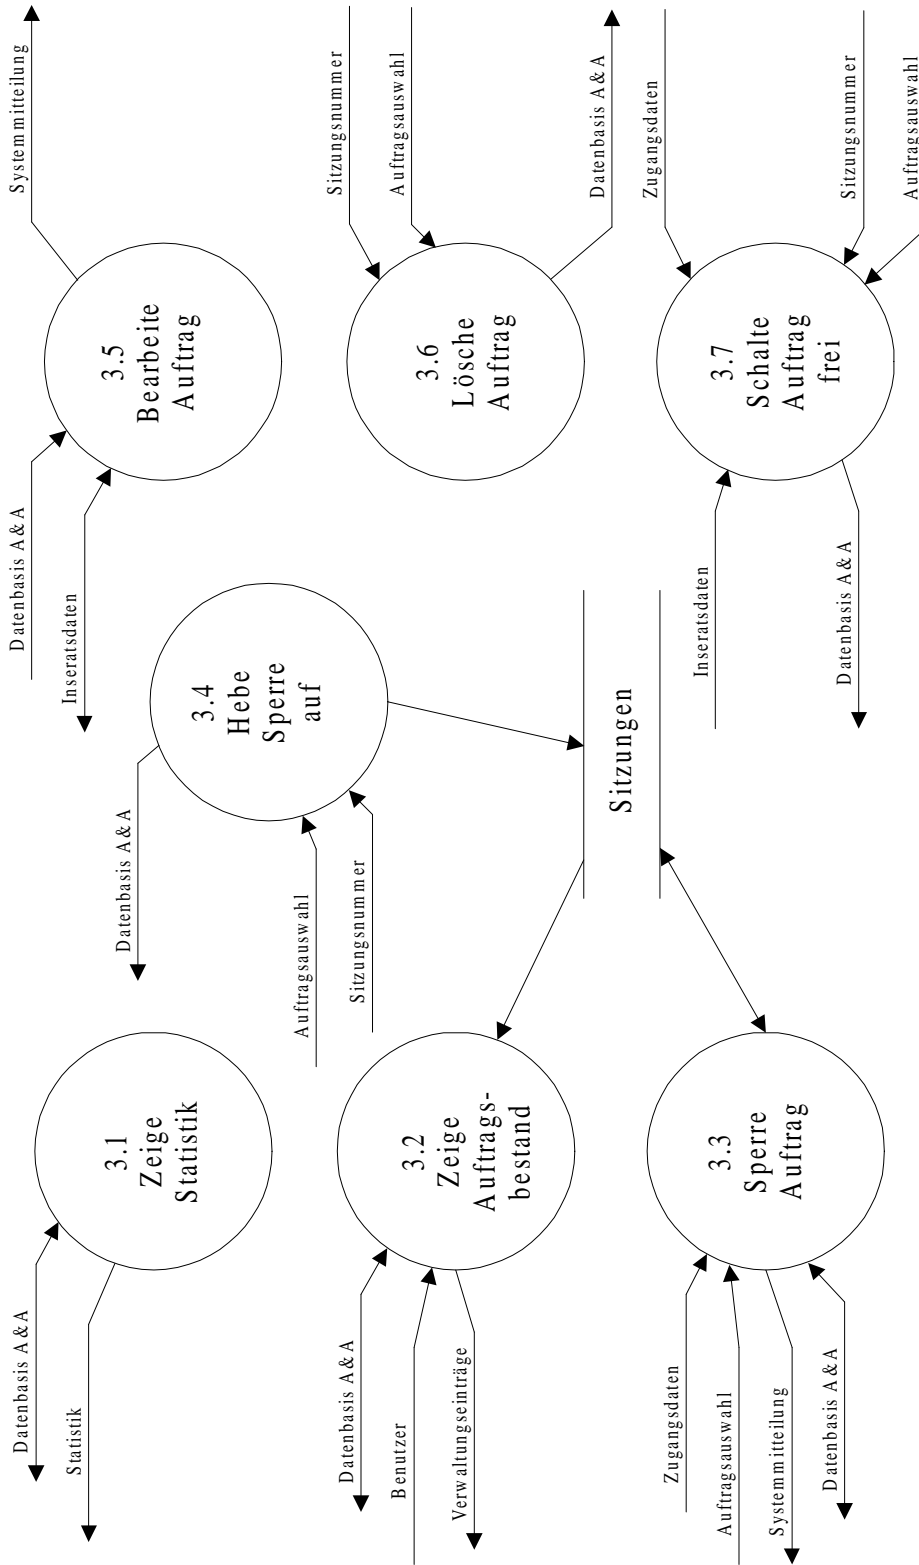 Datenbasis A & A
Statistik
3.1
Zeige
Statistik
Datenbasis A & A
Benutzer
Verwaltungseinträge
3.2
Zeige
Auftrags-
bestand
Zugangsdaten
Auftragsauswahl
Systemmitteilung
Datenbasis A & A
3.3
Sperre
Auftrag
Datenbasis A & A
Auftragsauswahl
Sitzungsnummer
3.4
Hebe
Sperre
auf
Sitzungen
Datenbasis A & A
Inseratsdaten
3.5
Bearbeite
Auftrag
Systemmitteilung
3.6
Lösche
Auftrag
Sitzungsnummer
Auftragsauswahl
Datenbasis A & A
Inseratsdaten
Datenbasis A & A
3.7
Schalte
Auftrag
frei
Zugangsdaten
Sitzungsnummer
Auftragsauswahl